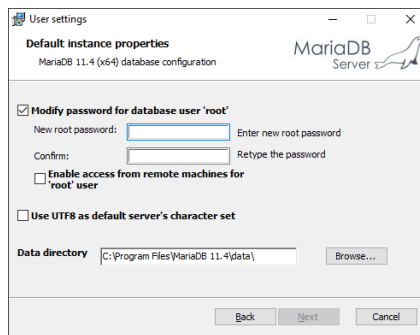 User settings
Default instance properties
MariaDB 11.4 (x64) database configuration
MariaDB
Server
Modify password for database user 'root'
New root password:
Enter new root password
Confirm:
Retype the password
Enable access from remote machines for
'root' user
Use UTF8 as default server's character set
Data directory
C:\Program Files\MariaDB 11.4\data\
Browse...
Back
Next
Cancel